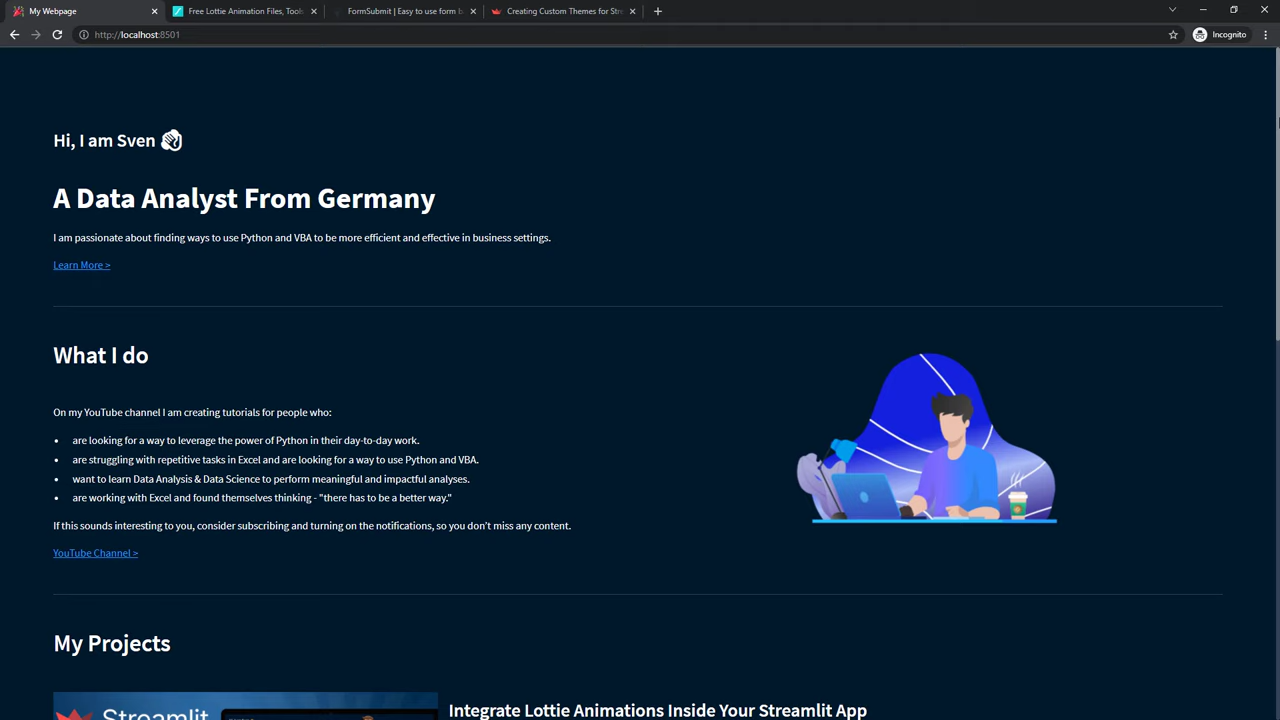 My Webpage
Free Lottie Animation Files, Tools
FormSubmit | Easy to use form b
Creating Custom Themes for Str
http://localhost:8501
Incognito
Hi, I am Sven 👋
A Data Analyst From Germany
I am passionate about finding ways to use Python and VBA to be more efficient and effective in business settings.
Learn More >
What I do
On my YouTube channel I am creating tutorials for people who:
• are looking for a way to leverage the power of Python in their day-to-day work.
• are struggling with repetitive tasks in Excel and are looking for a way to use Python and VBA.
• want to learn Data Analysis & Data Science to perform meaningful and impactful analyses.
• are working with Excel and found themselves thinking - "there has to be a better way."
If this sounds interesting to you, consider subscribing and turning on the notifications, so you don’t miss any content.
YouTube Channel >
My Projects
Streamlit
Integrate Lottie Animations Inside Your Streamlit App